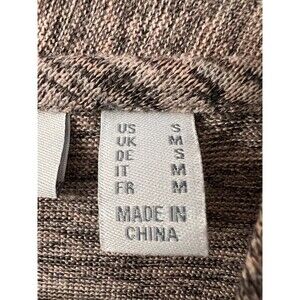 US S
UK M
DE S
IT M
FR M
MADE IN
CHINA